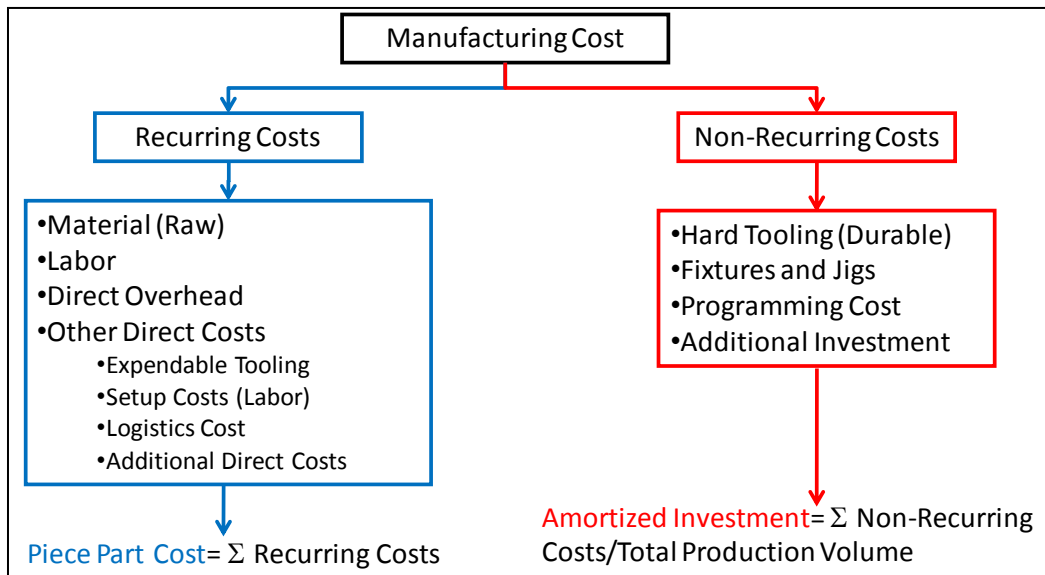 Manufacturing Cost
Recurring Costs
Non-Recurring Costs
•Material (Raw)
•Labor
•Direct Overhead
•Other Direct Costs
•Expendable Tooling
•Setup Costs (Labor)
•Logistics Cost
•Additional Direct Costs
•Hard Tooling (Durable)
•Fixtures and Jigs
•Programming Cost
•Additional Investment
Piece Part Cost= Σ Recurring Costs
Amortized Investment= Σ Non-Recurring
Costs/Total Production Volume